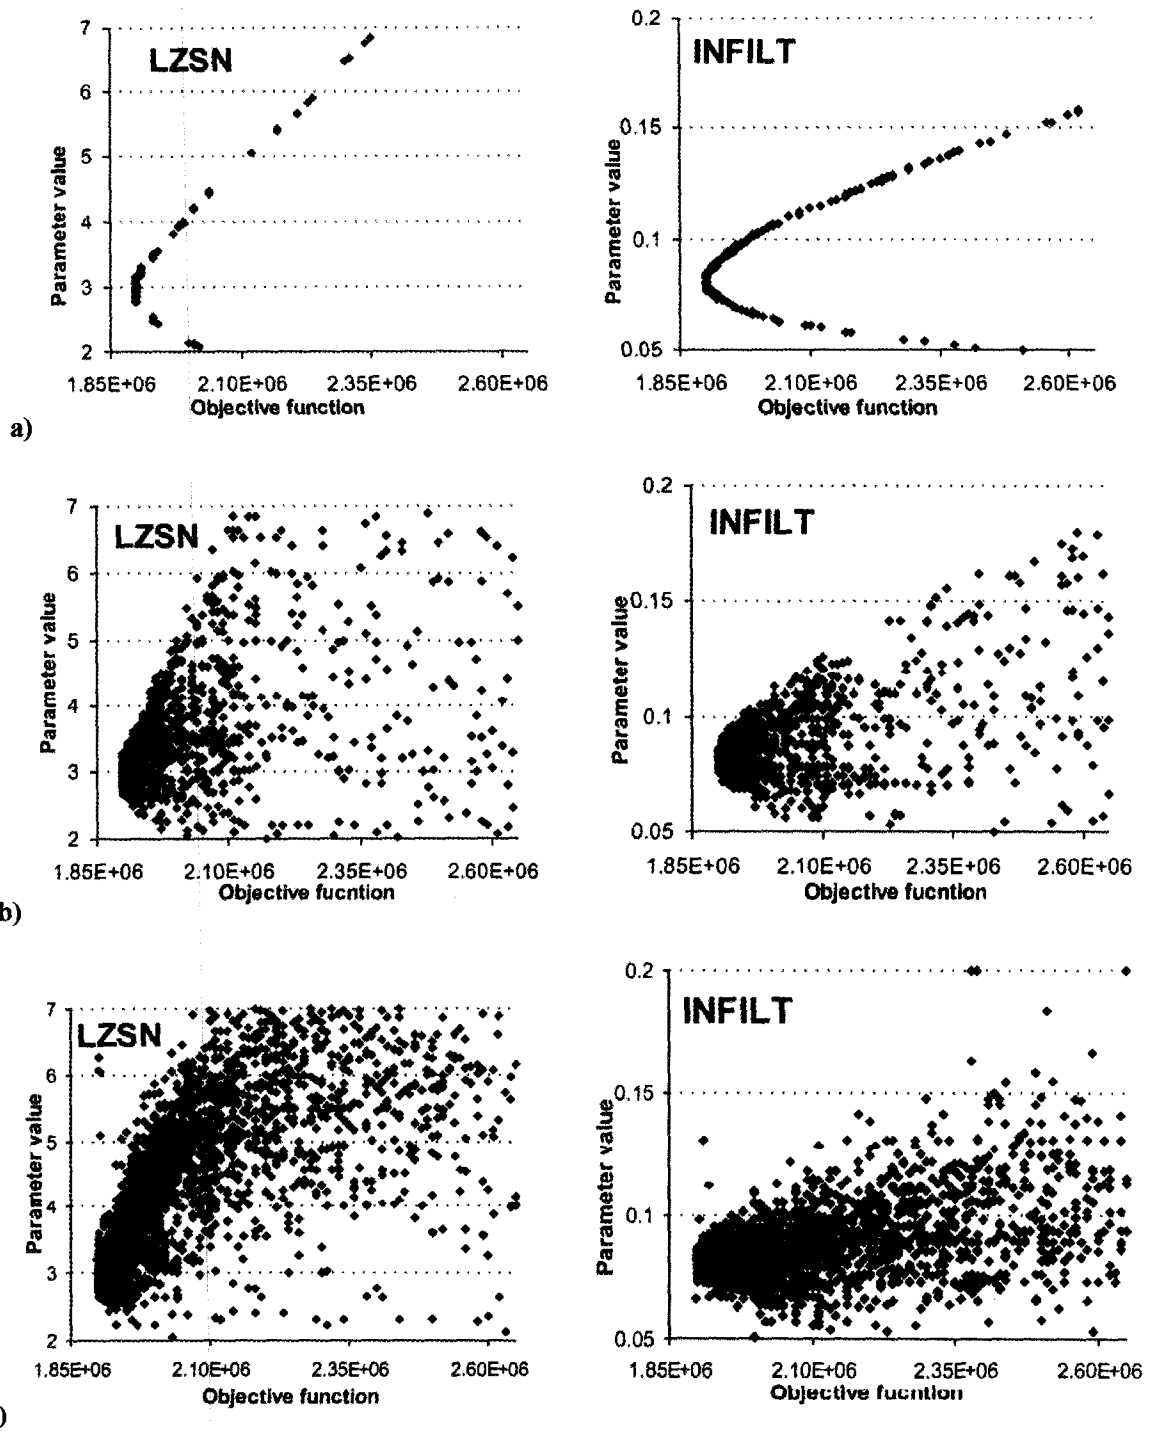 7
LZSN
6
5
4
3
2
Parameter value
1.85E+06 2.10E+06 2.35E+06 2.60E+06
Objective function
0.2
INFILT
0.15
0.1
0.05
Parameter value
1.85E+06 2.10E+06 2.35E+06 2.60E+06
Objective function
a)
7
LZSN
6
5
4
3
2
Parameter value
1.85E+06 2.10E+06 2.35E+06 2.60E+06
Objective fucntion
0.2
INFILT
0.15
0.1
0.05
Parameter value
1.85E+06 2.10E+06 2.35E+06 2.60E+06
Objective fucntion
b)
7
LZSN
6
5
4
3
2
Parameter value
1.85E+06 2.10E+06 2.35E+06 2.60E+06
Objective function
0.2
INFILT
0.15
0.1
0.05
Parameter value
1.85E+06 2.10E+06 2.35E+06 2.60E+06
Objective fucntion
)